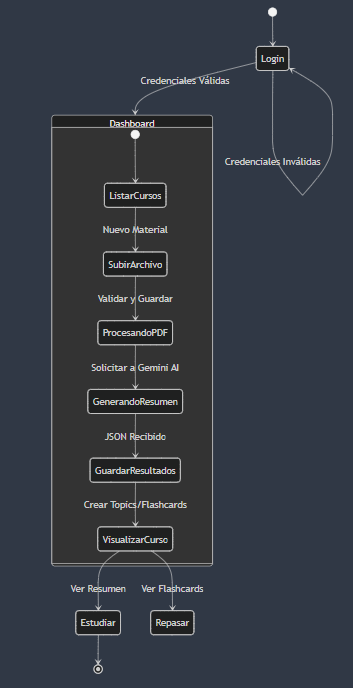 Login
Credenciales Válidas
Credenciales Inválidas
Dashboard
ListarCursos
Nuevo Material
SubirArchivo
Validar y Guardar
ProcesandoPDF
Solicitar a Gemini AI
GenerandoResumen
JSON Recibido
GuardarResultados
Crear Topics/Flashcards
VisualizarCurso
Ver Resumen
Ver Flashcards
Estudiar
Repasar